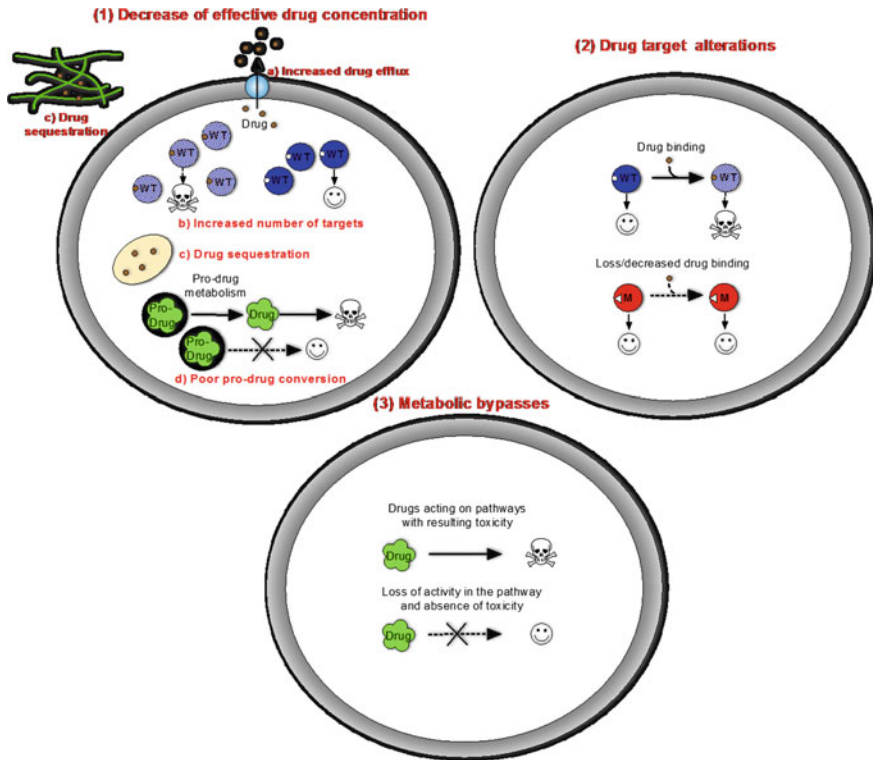 (1) Decrease of effective drug concentration
a) Increased drug efflux
c) Drug
sequestration
Drug
WT
WT
WT
WT
WT
WT
WT
WT
b) Increased number of targets
c) Drug sequestration
Pro-drug
metabolism
Pro-
Drug
Drug
Pro-
Drug
d) Poor pro-drug conversion
(2) Drug target alterations
Drug binding
WT
WT
Loss/decreased drug binding
M
M
(3) Metabolic bypasses
Drugs acting on pathways
with resulting toxicity
Drug
Loss of activity in the pathway
and absence of toxicity
Drug